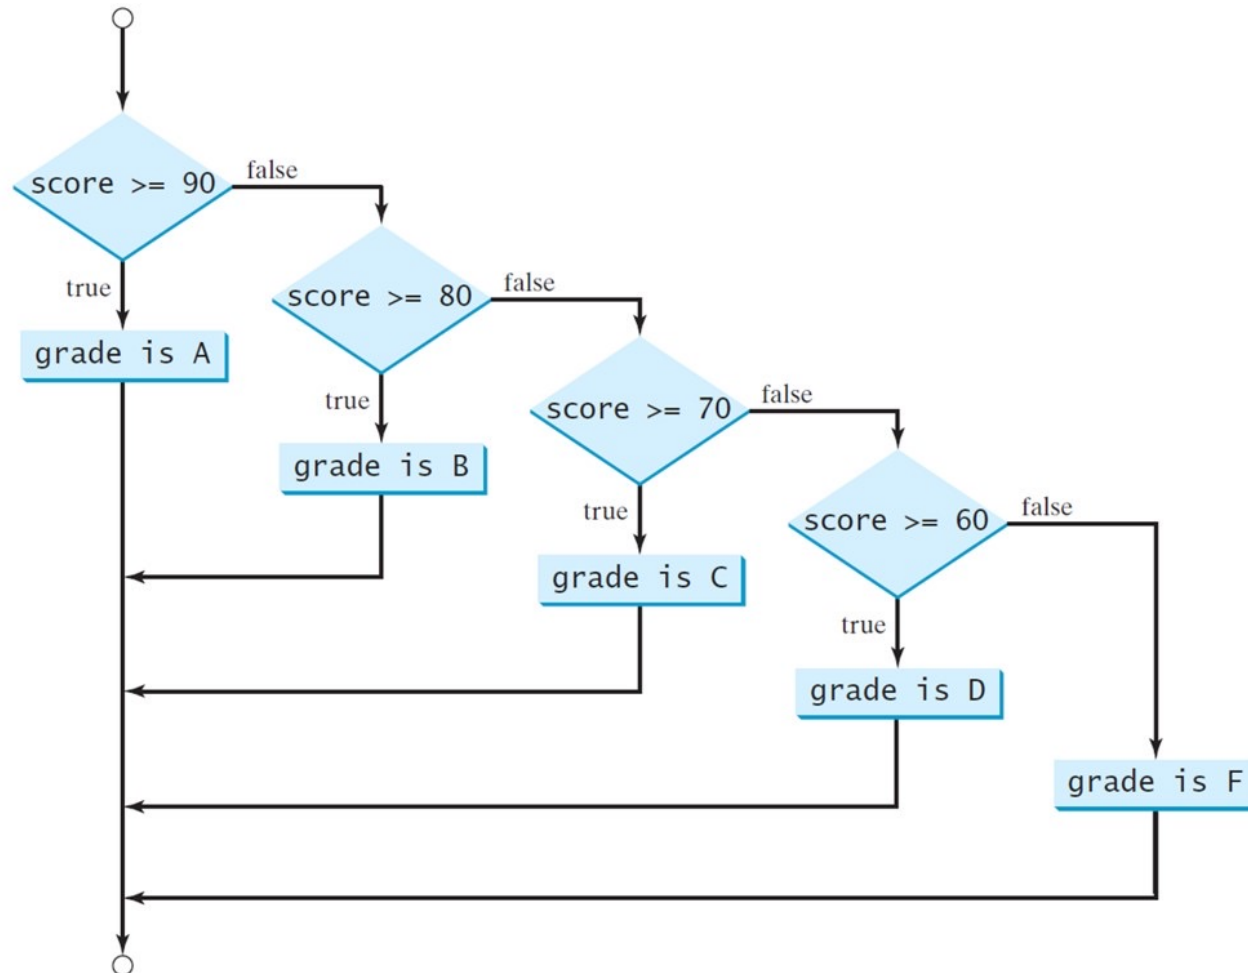 score >= 90
false
true
grade is A
score >= 80
false
true
grade is B
score >= 70
false
true
grade is C
score >= 60
false
true
grade is D
grade is F